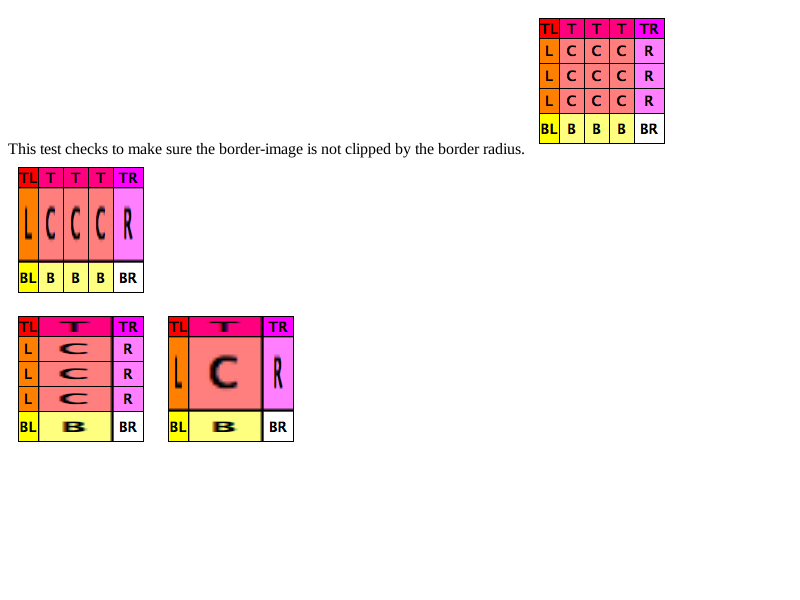 TL T T T TR
L C C C R
L C C C R
L C C C R
BL B B B BR
This test checks to make sure the border-image is not clipped by the border radius.
TL T T T TR
L C C C R
BL B B B BR
TL T TR
L C R
L C R
L C R
BL B BR
TL T TR
L C R
BL B BR